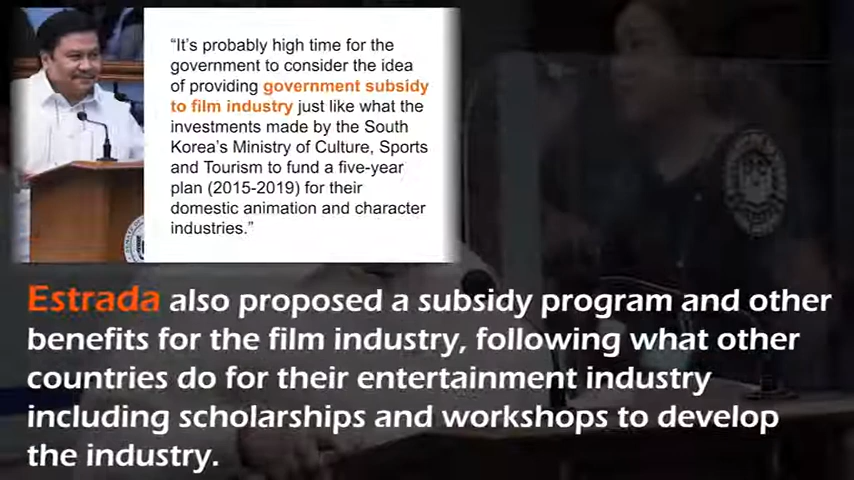 “It’s probably high time for the
government to consider the idea
of providing government subsidy
to film industry just like what the
investments made by the South
Korea’s Ministry of Culture, Sports
and Tourism to fund a five-year
plan (2015-2019) for their
domestic animation and character
industries.”
Estrada also proposed a subsidy program and other
benefits for the film industry, following what other
countries do for their entertainment industry
including scholarships and workshops to develop
the industry.